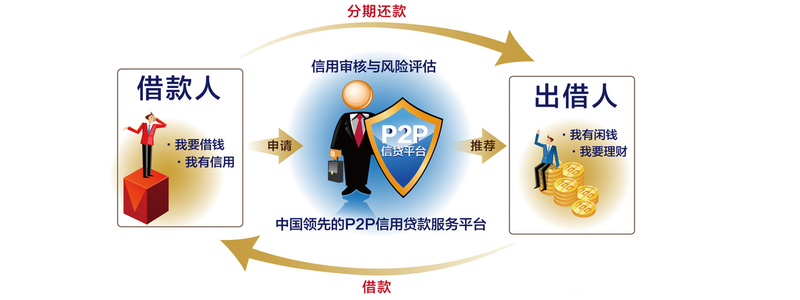 分期还款
信用审核与风险评估
借款人
·我要借钱
·我有信用
申请
P2P
信贷平台
推荐
出借人
·我有闲钱
·我要理财
中国领先的P2P信用贷款服务平台
借款